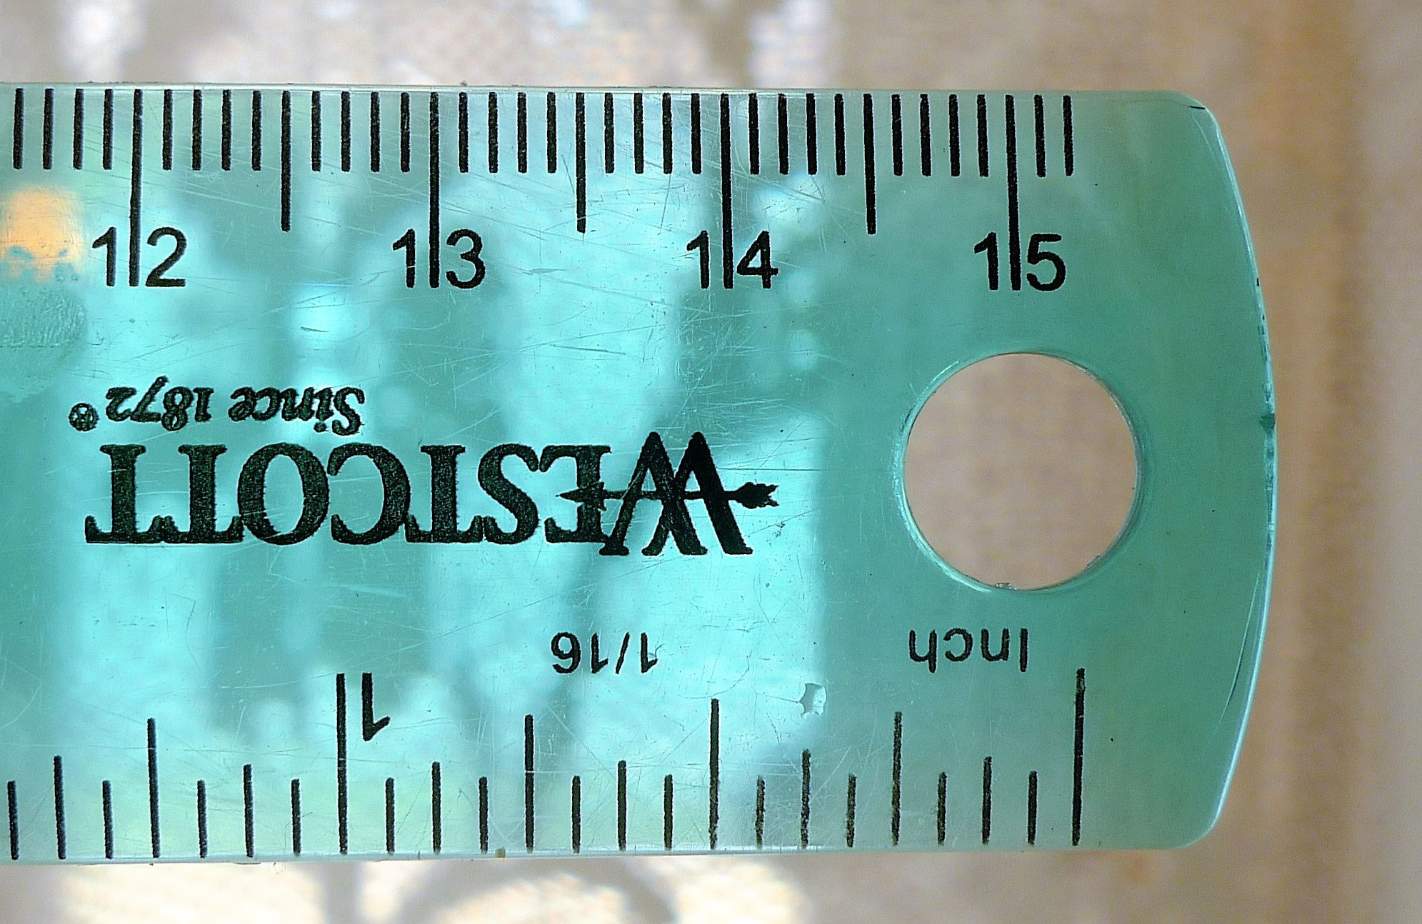 12 13 14 15
Since 1872®
WESTCOTT
1/16 Inch
1